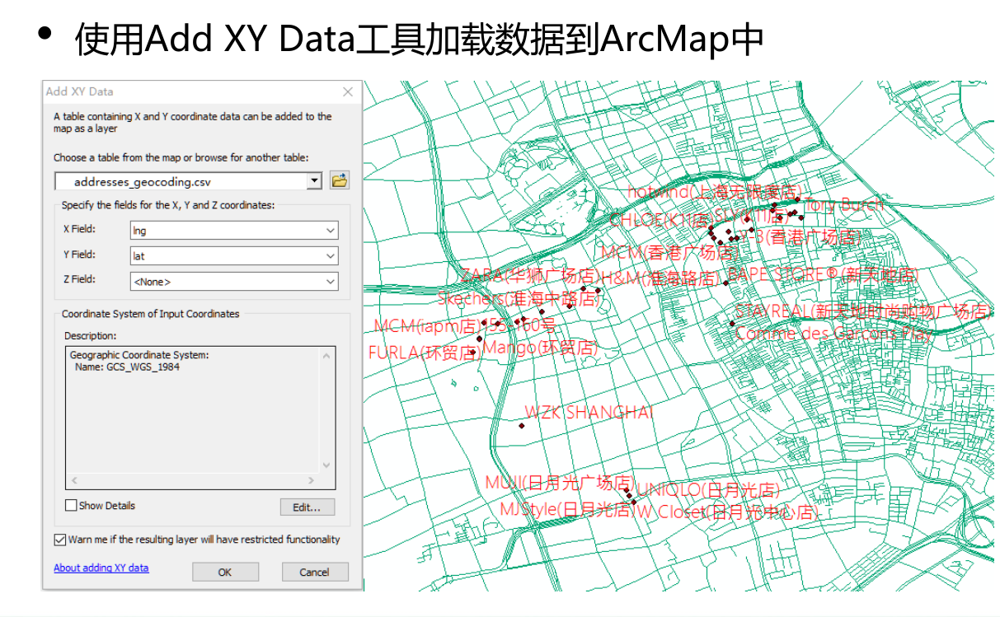 • 使用Add XY Data工具加载数据到ArcMap中
Add XY Data
A table containing X and Y coordinate data can be added to the
map as a layer
Choose a table from the map or browse for another table:
addresses_geocoding.csv
Specify the fields for the X, Y and Z coordinates:
X Field: lng
Y Field: lat
Z Field: <None>
Coordinate System of Input Coordinates
Description:
Geographic Coordinate System:
Name: GCS_WGS_1984
Show Details
Edit...
Warn me if the resulting layer will have restricted functionality
About adding XY data
OK
Cancel
hotwind(上海无限度店)
Tory Burch
CHLOE(K11店)
SLY(K11店)
Y-3(香港广场店)
MCM(香港广场店)
ZARA(华狮广场店)
H&M(淮海路店)
BAPE STORE®(新天地店)
Skechers(淮海中路店)
STAYREAL(新天地时尚购物广场店)
MCM(iapm店)
Comme des Garcons Play
FURLA(环贸店)
Mango(环贸店)
WZK SHANGHAI
MUJI(日月光广场店)
UNIQLO(日月光店)
MJStyle(日月光店)
W Closet(日月光中心店)